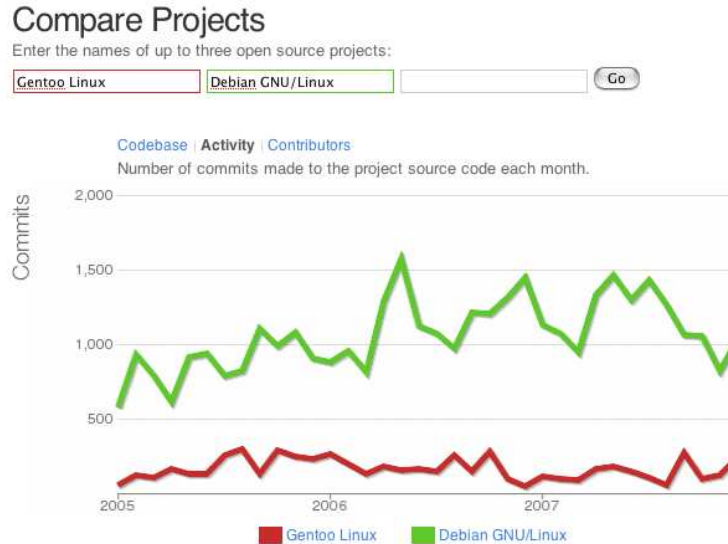 Compare Projects
Enter the names of up to three open source projects:
Gentoo Linux Debian GNU/Linux Go
Codebase | Activity | Contributors
Number of commits made to the project source code each month.
Commits
2,000
1,500
1,000
500
2005 2006 2007
Gentoo Linux Debian GNU/Linux